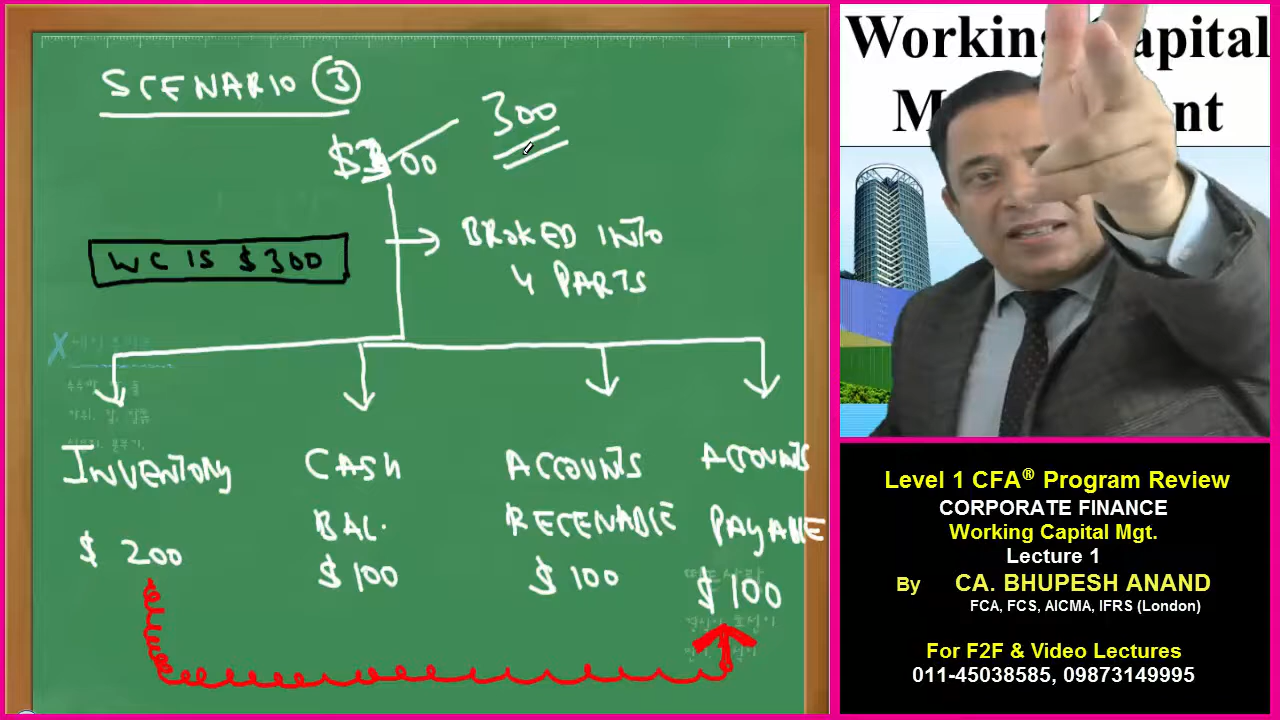 SCENARIO 3
300
$300
BROKED INTO
4 PARTS
WC IS $300
INVENTORY
$ 200
CASH
BAL.
$ 100
ACCOUNTS
RECENABLE
$ 100
ACCOUNTS
PAYABLE
$ 100
Working Capital
M nt
Level 1 CFA® Program Review
CORPORATE FINANCE
Working Capital Mgt.
Lecture 1
By CA. BHUPESH ANAND
FCA, FCS, AICMA, IFRS (London)
For F2F & Video Lectures
011-45038585, 09873149995